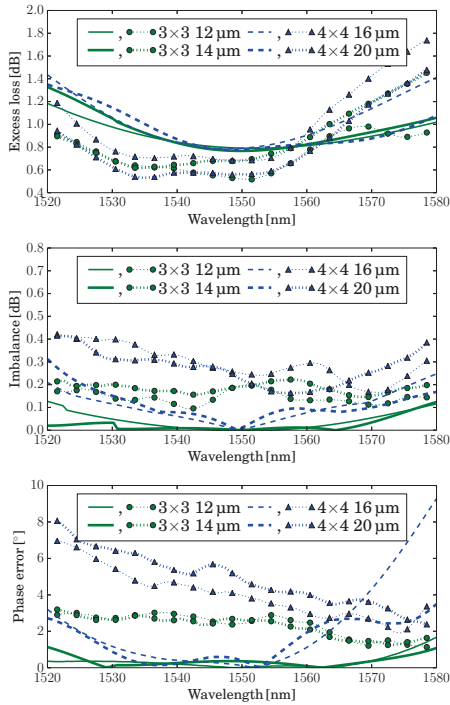 2.0
1.8
1.6
1.4
1.2
1.0
0.8
0.6
0.4
Excess loss [dB]
, 3×3 12 μm , 4×4 16 μm
, 3×3 14 μm , 4×4 20 μm
1520 1530 1540 1550 1560 1570 1580
Wavelength [nm]
0.8
0.7
0.6
0.5
0.4
0.3
0.2
0.1
0.0
Imbalance [dB]
, 3×3 12 μm , 4×4 16 μm
, 3×3 14 μm , 4×4 20 μm
1520 1530 1540 1550 1560 1570 1580
Wavelength [nm]
10
8
6
4
2
0
Phase error [°]
, 3×3 12 μm , 4×4 16 μm
, 3×3 14 μm , 4×4 20 μm
1520 1530 1540 1550 1560 1570 1580
Wavelength [nm]